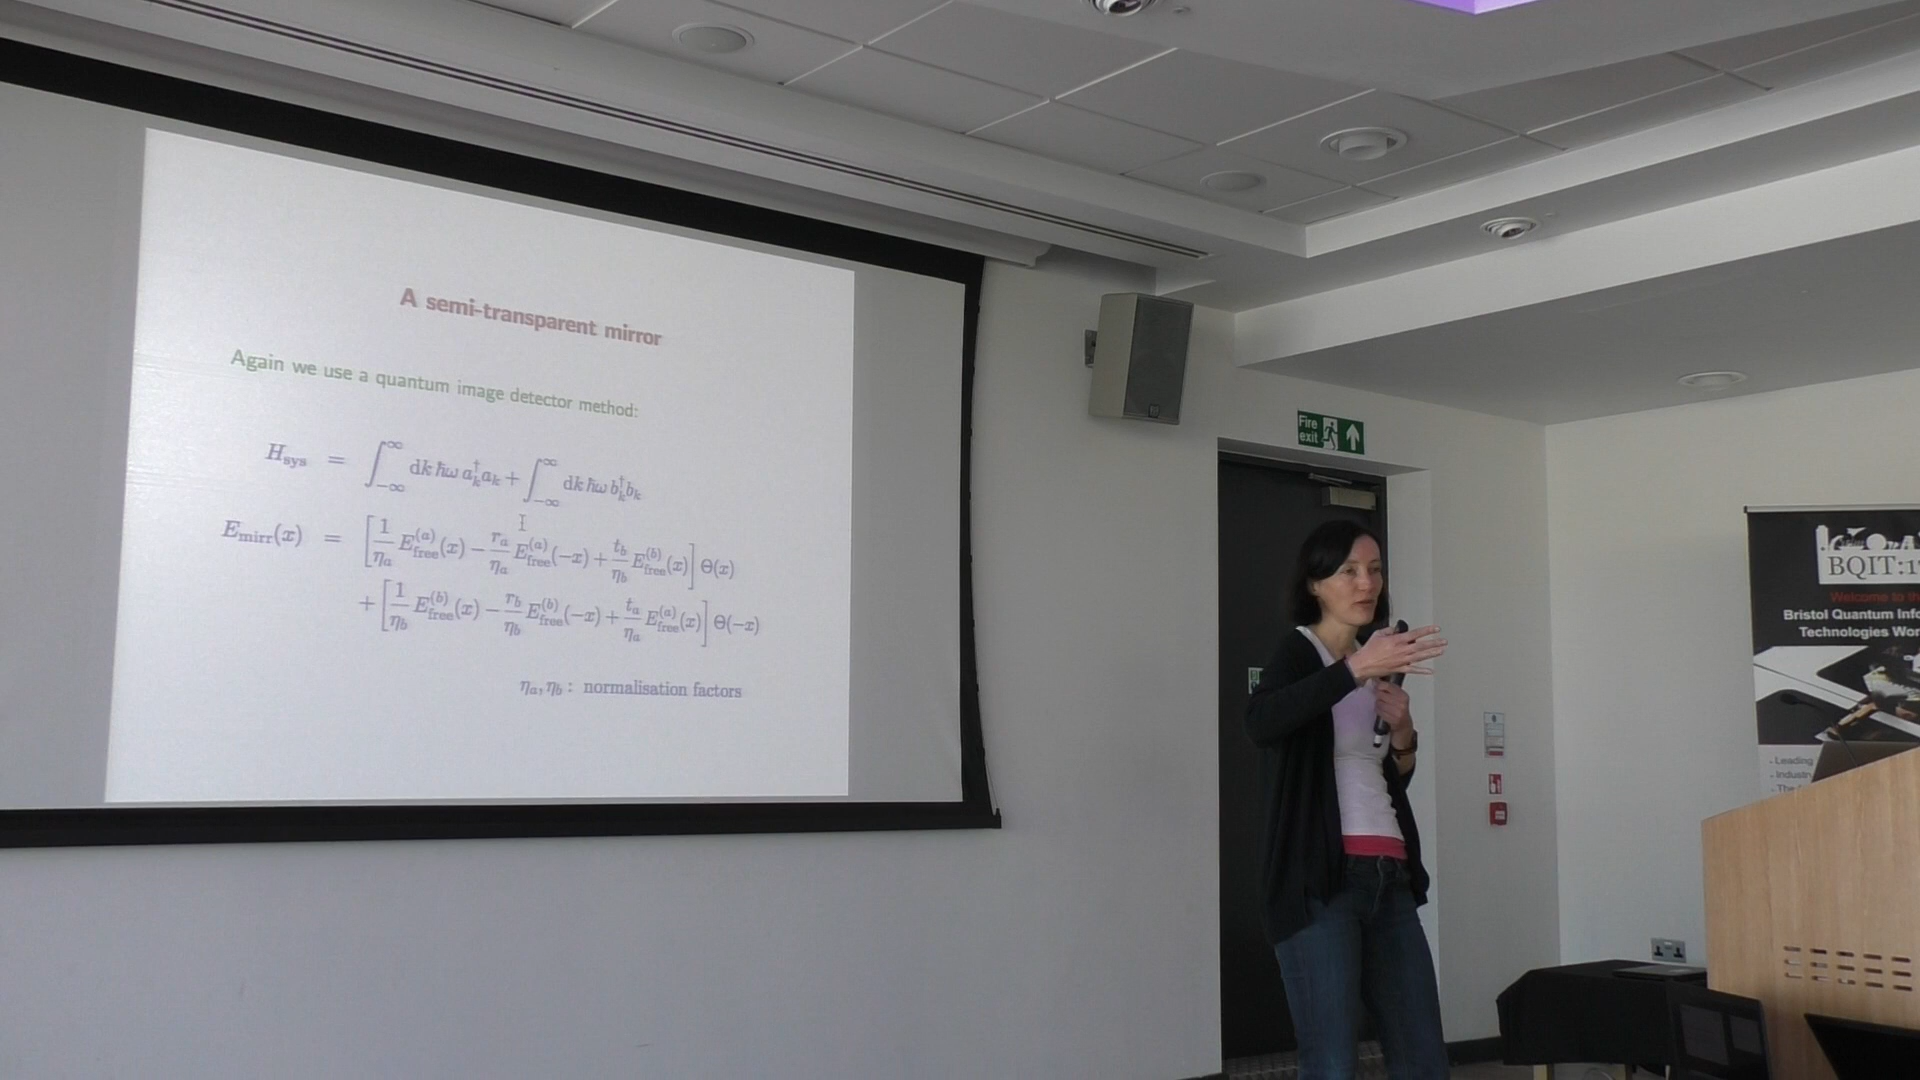 A semi-transparent mirror
Again we use a quantum image detector method:
H_sys = ∫_{−∞}^{∞} dk ħω a_k^† a_k + ∫_{−∞}^{∞} dk ħω b_k^† b_k
E_mirr(x) = [ 1/η_a E_free^(a)(x) − r_a/η_a E_free^(a)(−x) + t_b/η_b E_free^(b)(x) ] Θ(x)
+ [ 1/η_b E_free^(b)(x) − r_b/η_b E_free^(b)(−x) + t_a/η_a E_free^(a)(x) ] Θ(−x)
η_a, η_b : normalisation factors
Fire
exit
BQIT:1
Welcome to th
Bristol Quantum Info
Technologies Wor
- Leading
- Industr